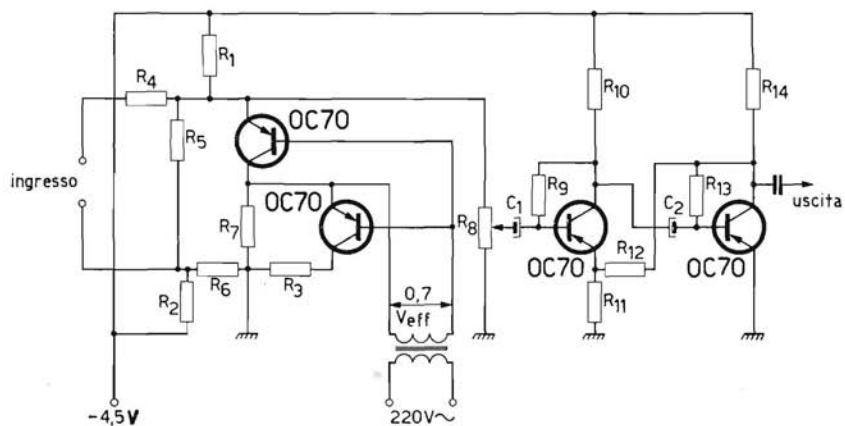 R1
R4
R10
R14
OC70
R5
ingresso
OC70
R9
C1
R13
C2
uscita
R7
R8
R12
OC70
OC70
R6
R3
R2
0,7
Veff
R11
-4,5V
220V~